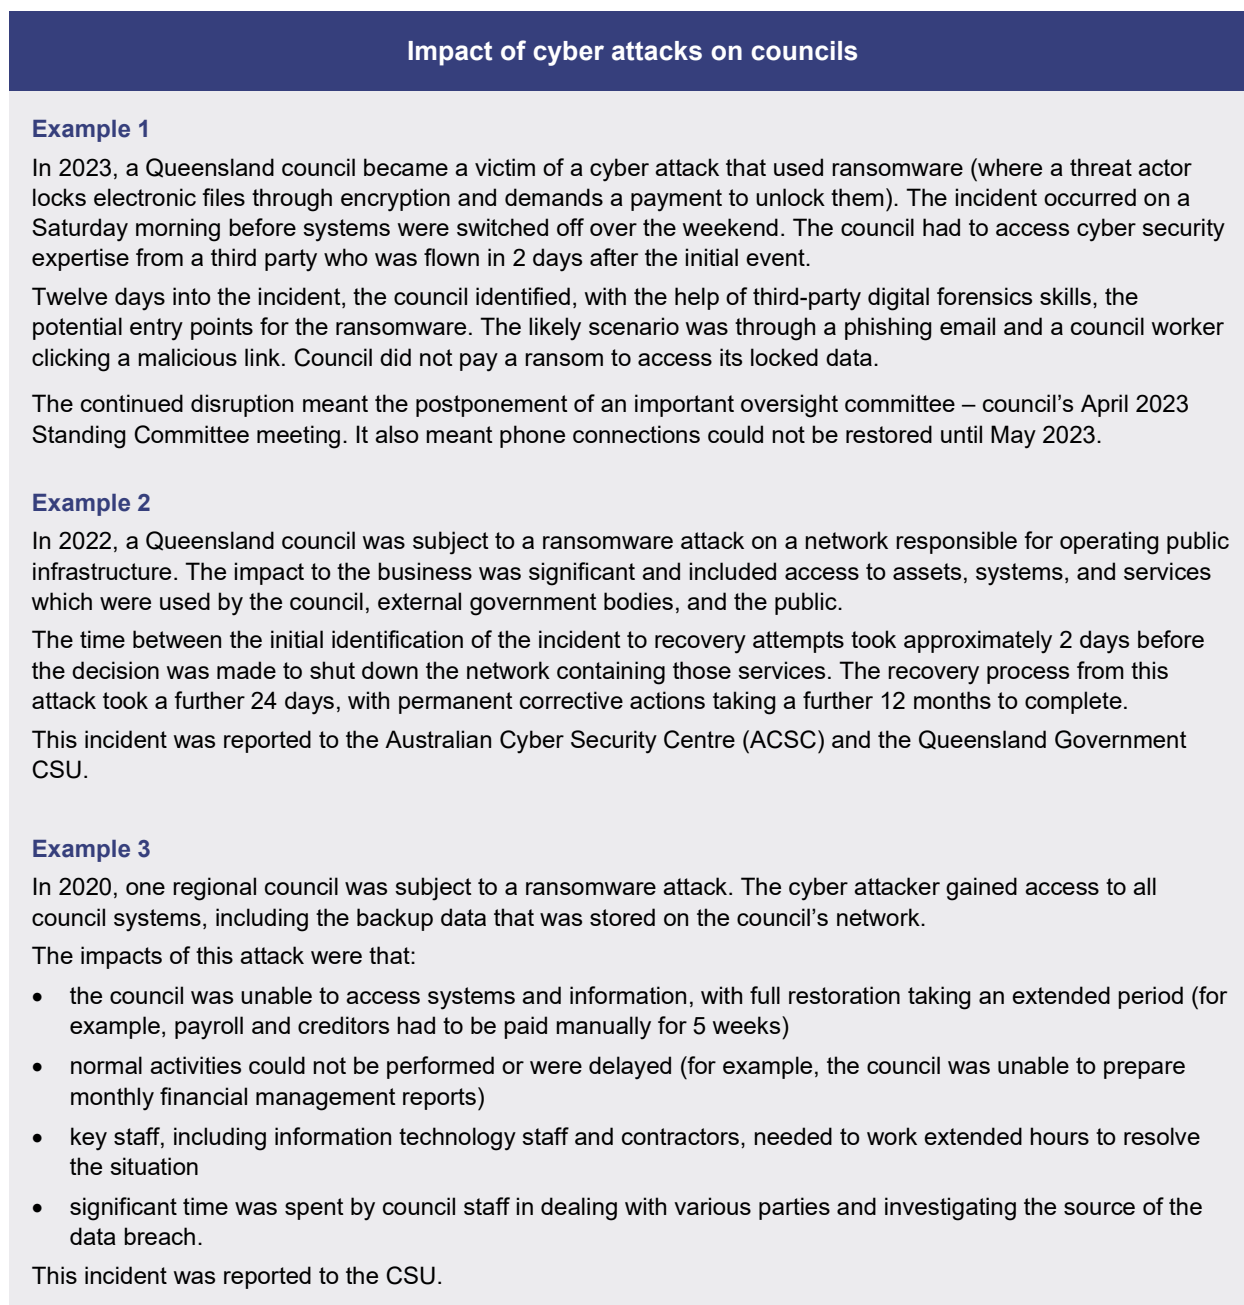 Impact of cyber attacks on councils
Example 1
In 2023, a Queensland council became a victim of a cyber attack that used ransomware (where a threat actor
locks electronic files through encryption and demands a payment to unlock them). The incident occurred on a
Saturday morning before systems were switched off over the weekend. The council had to access cyber security
expertise from a third party who was flown in 2 days after the initial event.
Twelve days into the incident, the council identified, with the help of third-party digital forensics skills, the
potential entry points for the ransomware. The likely scenario was through a phishing email and a council worker
clicking a malicious link. Council did not pay a ransom to access its locked data.
The continued disruption meant the postponement of an important oversight committee – council's April 2023
Standing Committee meeting. It also meant phone connections could not be restored until May 2023.
Example 2
In 2022, a Queensland council was subject to a ransomware attack on a network responsible for operating public
infrastructure. The impact to the business was significant and included access to assets, systems, and services
which were used by the council, external government bodies, and the public.
The time between the initial identification of the incident to recovery attempts took approximately 2 days before
the decision was made to shut down the network containing those services. The recovery process from this
attack took a further 24 days, with permanent corrective actions taking a further 12 months to complete.
This incident was reported to the Australian Cyber Security Centre (ACSC) and the Queensland Government
CSU.
Example 3
In 2020, one regional council was subject to a ransomware attack. The cyber attacker gained access to all
council systems, including the backup data that was stored on the council's network.
The impacts of this attack were that:
• the council was unable to access systems and information, with full restoration taking an extended period (for
example, payroll and creditors had to be paid manually for 5 weeks)
• normal activities could not be performed or were delayed (for example, the council was unable to prepare
monthly financial management reports)
• key staff, including information technology staff and contractors, needed to work extended hours to resolve
the situation
• significant time was spent by council staff in dealing with various parties and investigating the source of the
data breach.
This incident was reported to the CSU.